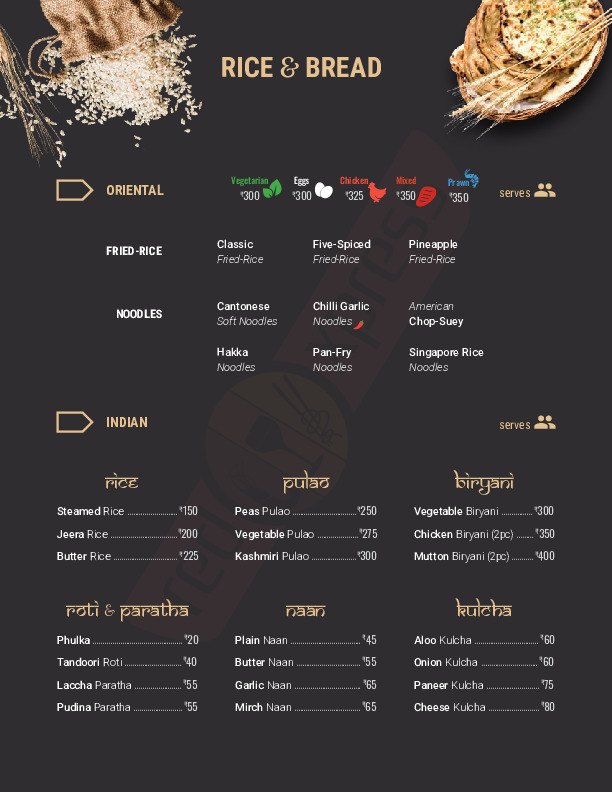 RICE & BREAD
ORIENTAL
Vegetarian Eggs Chicken Mixed Prawn
₹300 ₹300 ₹325 ₹350 ₹350
serves
FRIED-RICE
Classic Five-Spiced Pineapple
Fried-Rice Fried-Rice Fried-Rice
NOODLES
Cantonese Chilli Garlic American
Soft Noodles Noodles Chop-Suey
Hakka Pan-Fry Singapore Rice
Noodles Noodles Noodles
INDIAN
serves
rice
Steamed Rice ₹150
Jeera Rice ₹200
Butter Rice ₹225
pulao
Peas Pulao ₹250
Vegetable Pulao ₹275
Kashmiri Pulao ₹300
biryani
Vegetable Biryani ₹300
Chicken Biryani (2pc) ₹350
Mutton Biryani (2pc) ₹400
roti & paratha
Phulka ₹20
Tandoori Roti ₹40
Laccha Paratha ₹55
Pudina Paratha ₹55
naan
Plain Naan ₹45
Butter Naan ₹55
Garlic Naan ₹65
Mirch Naan ₹65
kulcha
Aloo Kulcha ₹60
Onion Kulcha ₹60
Paneer Kulcha ₹75
Cheese Kulcha ₹80